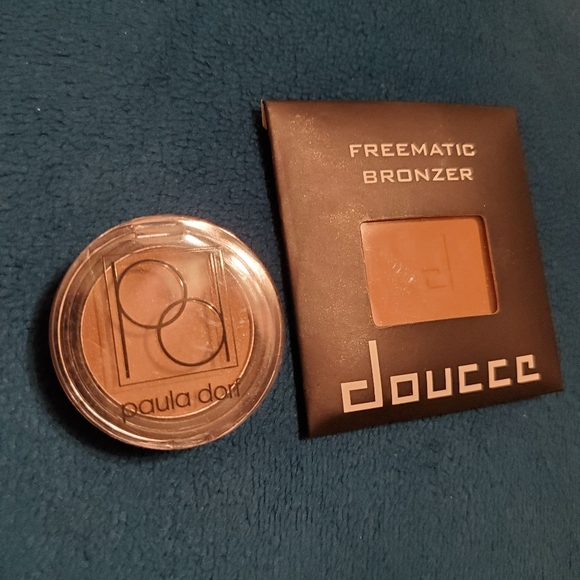 pd
paula dorf
FREEMATIC
BRONZER
d
doucce